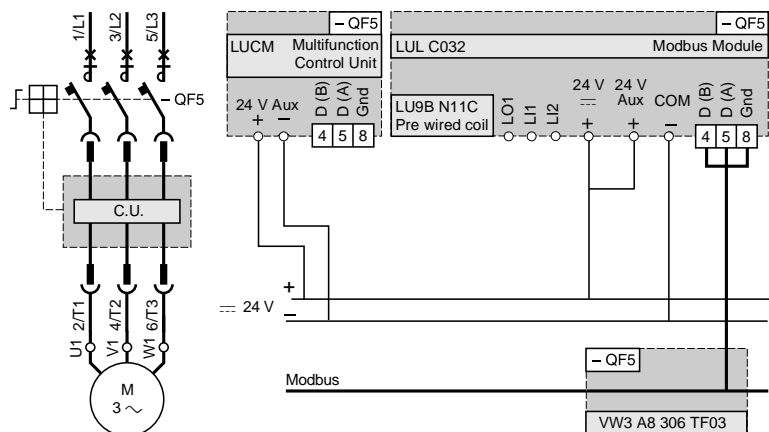 1/L1
3/L2
5/L3
– QF5
C.U.
2/T1
4/T2
6/T3
U1
V1
W1
M
3 ~
– QF5
LUCM
Multifunction
Control Unit
24 V Aux
+ –
D (B)
D (A)
Gnd
4 5 8
– QF5
LUL C032
Modbus Module
LU9B N11C
Pre wired coil
LO1
LI1
LI2
24 V
+
24 V
Aux
+
COM
–
D (B)
D (A)
Gnd
4 5 8
+
24 V
–
Modbus
– QF5
VW3 A8 306 TF03